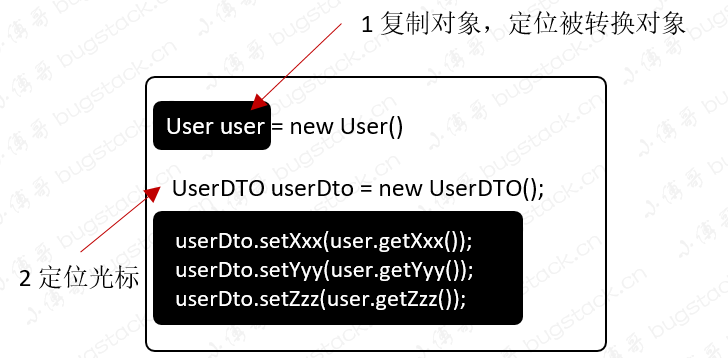 1 复制对象，定位被转换对象
User user = new User()
UserDTO userDto = new UserDTO();
userDto.setXxx(user.getXxx());
userDto.setYyy(user.getYyy());
userDto.setZzz(user.getZzz());
2 定位光标
小傅哥 bugstack.cn